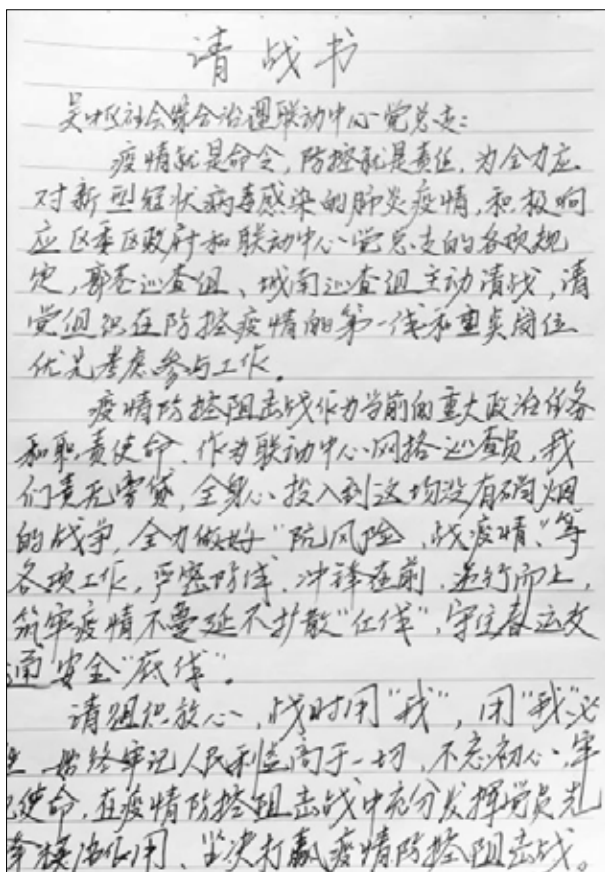 请战书
吴中区社会综合治理联动中心党总支:
疫情就是命令,防控就是责任,为全力应
对新型冠状病毒感染的肺炎疫情,积极响
应区委区政府和联动中心党总支的各项规
定,郭巷巡查组、城南巡查组主动请战,请
党组织在防控疫情的第一线和重点岗位
优先考虑参与工作。
疫情防控阻击战作为当前的重大政治任务
和职责使命,作为联动中心网格巡查员,我
们责无旁贷,全身心投入到这场没有硝烟
的战争,全力做好“防风险、战疫情”等
各项工作,严密防线,冲锋在前,逆行而上,
筑牢疫情不蔓延不扩散“红线”,守住春运交
通安全“底线”。
请组织放心,战时用“我”,用“我”必
胜,始终牢记人民利益高于一切,不忘初心、牢
记使命,在疫情防控阻击战中充分发挥党员先
锋模范作用,坚决打赢疫情防控阻击战。